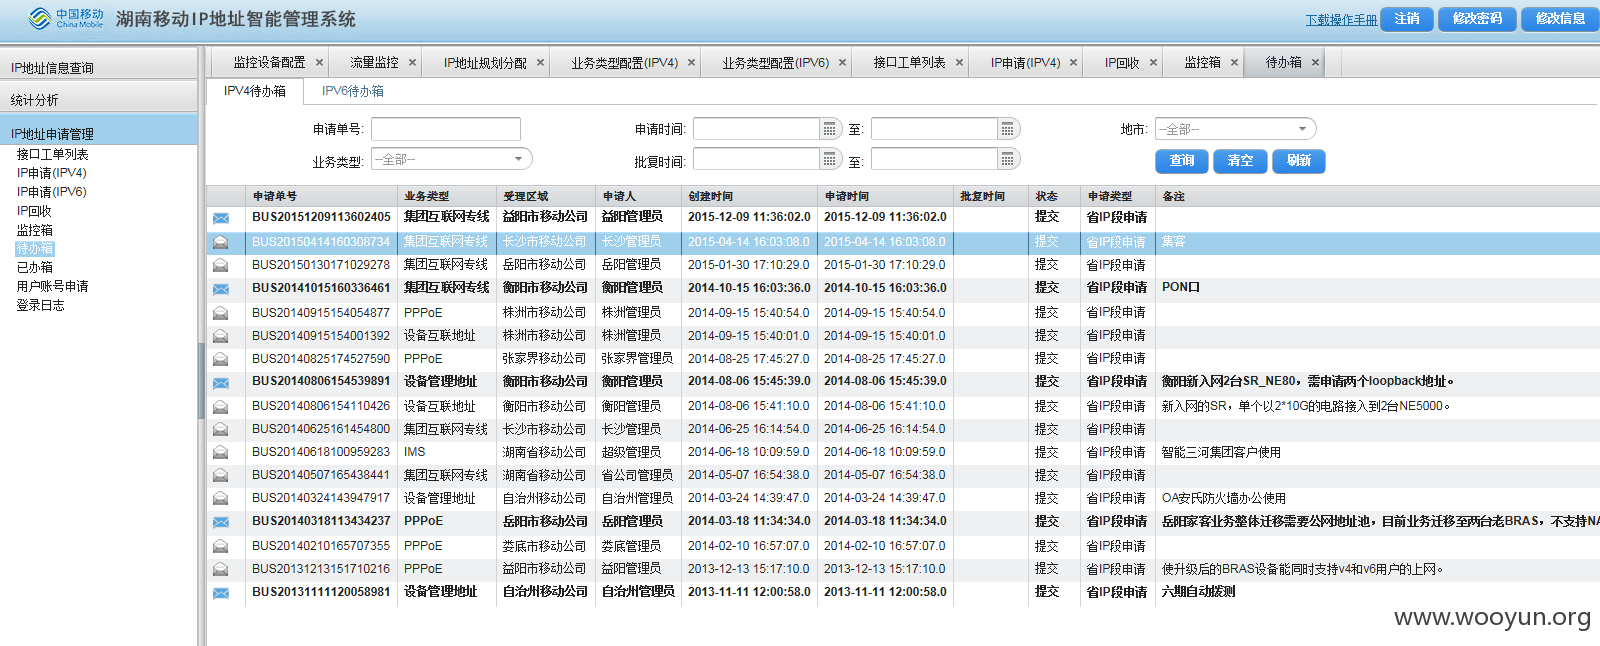 中国移动 China Mobile 湖南移动IP地址智能管理系统 下载操作手册 注销 修改密码 修改信息
IP地址信息查询
统计分析
IP地址申请管理
接口工单列表
IP申请(IPV4)
IP申请(IPV6)
IP回收
监控箱
待办箱
已办箱
用户账号申请
登录日志
监控设备配置 × 流量监控 × IP地址规划分配 × 业务类型配置(IPV4) × 业务类型配置(IPV6) × 接口工单列表 × IP申请(IPV4) × IP回收 × 监控箱 × 待办箱 ×
IPV4待办箱 IPV6待办箱
申请单号: 申请时间: 至: 地市: --全部--
业务类型: --全部-- 批复时间: 至: 查询 清空 刷新
申请单号 业务类型 受理区域 申请人 创建时间 申请时间 批复时间 状态 申请类型 备注
BUS20151209113602405 集团互联网专线 益阳市移动公司 益阳管理员 2015-12-09 11:36:02.0 2015-12-09 11:36:02.0 提交 省IP段申请
BUS20150414160308734 集团互联网专线 长沙市移动公司 长沙管理员 2015-04-14 16:03:08.0 2015-04-14 16:03:08.0 提交 省IP段申请 集客
BUS20150130171029278 集团互联网专线 岳阳市移动公司 岳阳管理员 2015-01-30 17:10:29.0 2015-01-30 17:10:29.0 提交 省IP段申请
BUS20141015160336461 集团互联网专线 衡阳市移动公司 衡阳管理员 2014-10-15 16:03:36.0 2014-10-15 16:03:36.0 提交 省IP段申请 PON口
BUS20140915154054877 PPPoE 株洲市移动公司 株洲管理员 2014-09-15 15:40:54.0 2014-09-15 15:40:54.0 提交 省IP段申请
BUS20140915154001392 设备互联地址 株洲市移动公司 株洲管理员 2014-09-15 15:40:01.0 2014-09-15 15:40:01.0 提交 省IP段申请
BUS20140825174527590 PPPoE 张家界移动公司 张家界管理员 2014-08-25 17:45:27.0 2014-08-25 17:45:27.0 提交 省IP段申请
BUS20140806154539891 设备管理地址 衡阳市移动公司 衡阳管理员 2014-08-06 15:45:39.0 2014-08-06 15:45:39.0 提交 省IP段申请 衡阳新入网2台SR_NE80，需申请两个loopback地址。
BUS20140806154110426 设备互联地址 衡阳市移动公司 衡阳管理员 2014-08-06 15:41:10.0 2014-08-06 15:41:10.0 提交 省IP段申请 新入网的SR，单个以2*10G的电路接入到2台NE5000。
BUS20140625161454800 集团互联网专线 长沙市移动公司 长沙管理员 2014-06-25 16:14:54.0 2014-06-25 16:14:54.0 提交 省IP段申请
BUS20140618100959283 IMS 湖南省移动公司 超级管理员 2014-06-18 10:09:59.0 2014-06-18 10:09:59.0 提交 省IP段申请 智能三河集团客户使用
BUS20140507165438441 集团互联网专线 湖南省移动公司 省公司管理员 2014-05-07 16:54:38.0 2014-05-07 16:54:38.0 提交 省IP段申请
BUS20140324143947917 设备管理地址 自治州移动公司 自治州管理员 2014-03-24 14:39:47.0 2014-03-24 14:39:47.0 提交 省IP段申请 OA安氏防火墙办公使用
BUS20140318113434237 PPPoE 岳阳市移动公司 岳阳管理员 2014-03-18 11:34:34.0 2014-03-18 11:34:34.0 提交 省IP段申请 岳阳家客业务整体迁移需要公网地址池，目前业务迁移至两台老BRAS，不支持NA
BUS20140210165707355 PPPoE 娄底市移动公司 娄底管理员 2014-02-10 16:57:07.0 2014-02-10 16:57:07.0 提交 省IP段申请
BUS20131213151710216 PPPoE 益阳市移动公司 益阳管理员 2013-12-13 15:17:10.0 2013-12-13 15:17:10.0 提交 省IP段申请 使升级后的BRAS设备能同时支持v4和v6用户的上网。
BUS20131111120058981 设备管理地址 自治州移动公司 自治州管理员 2013-11-11 12:00:58.0 2013-11-11 12:00:58.0 提交 省IP段申请 六期自动拨测
www.wooyun.org